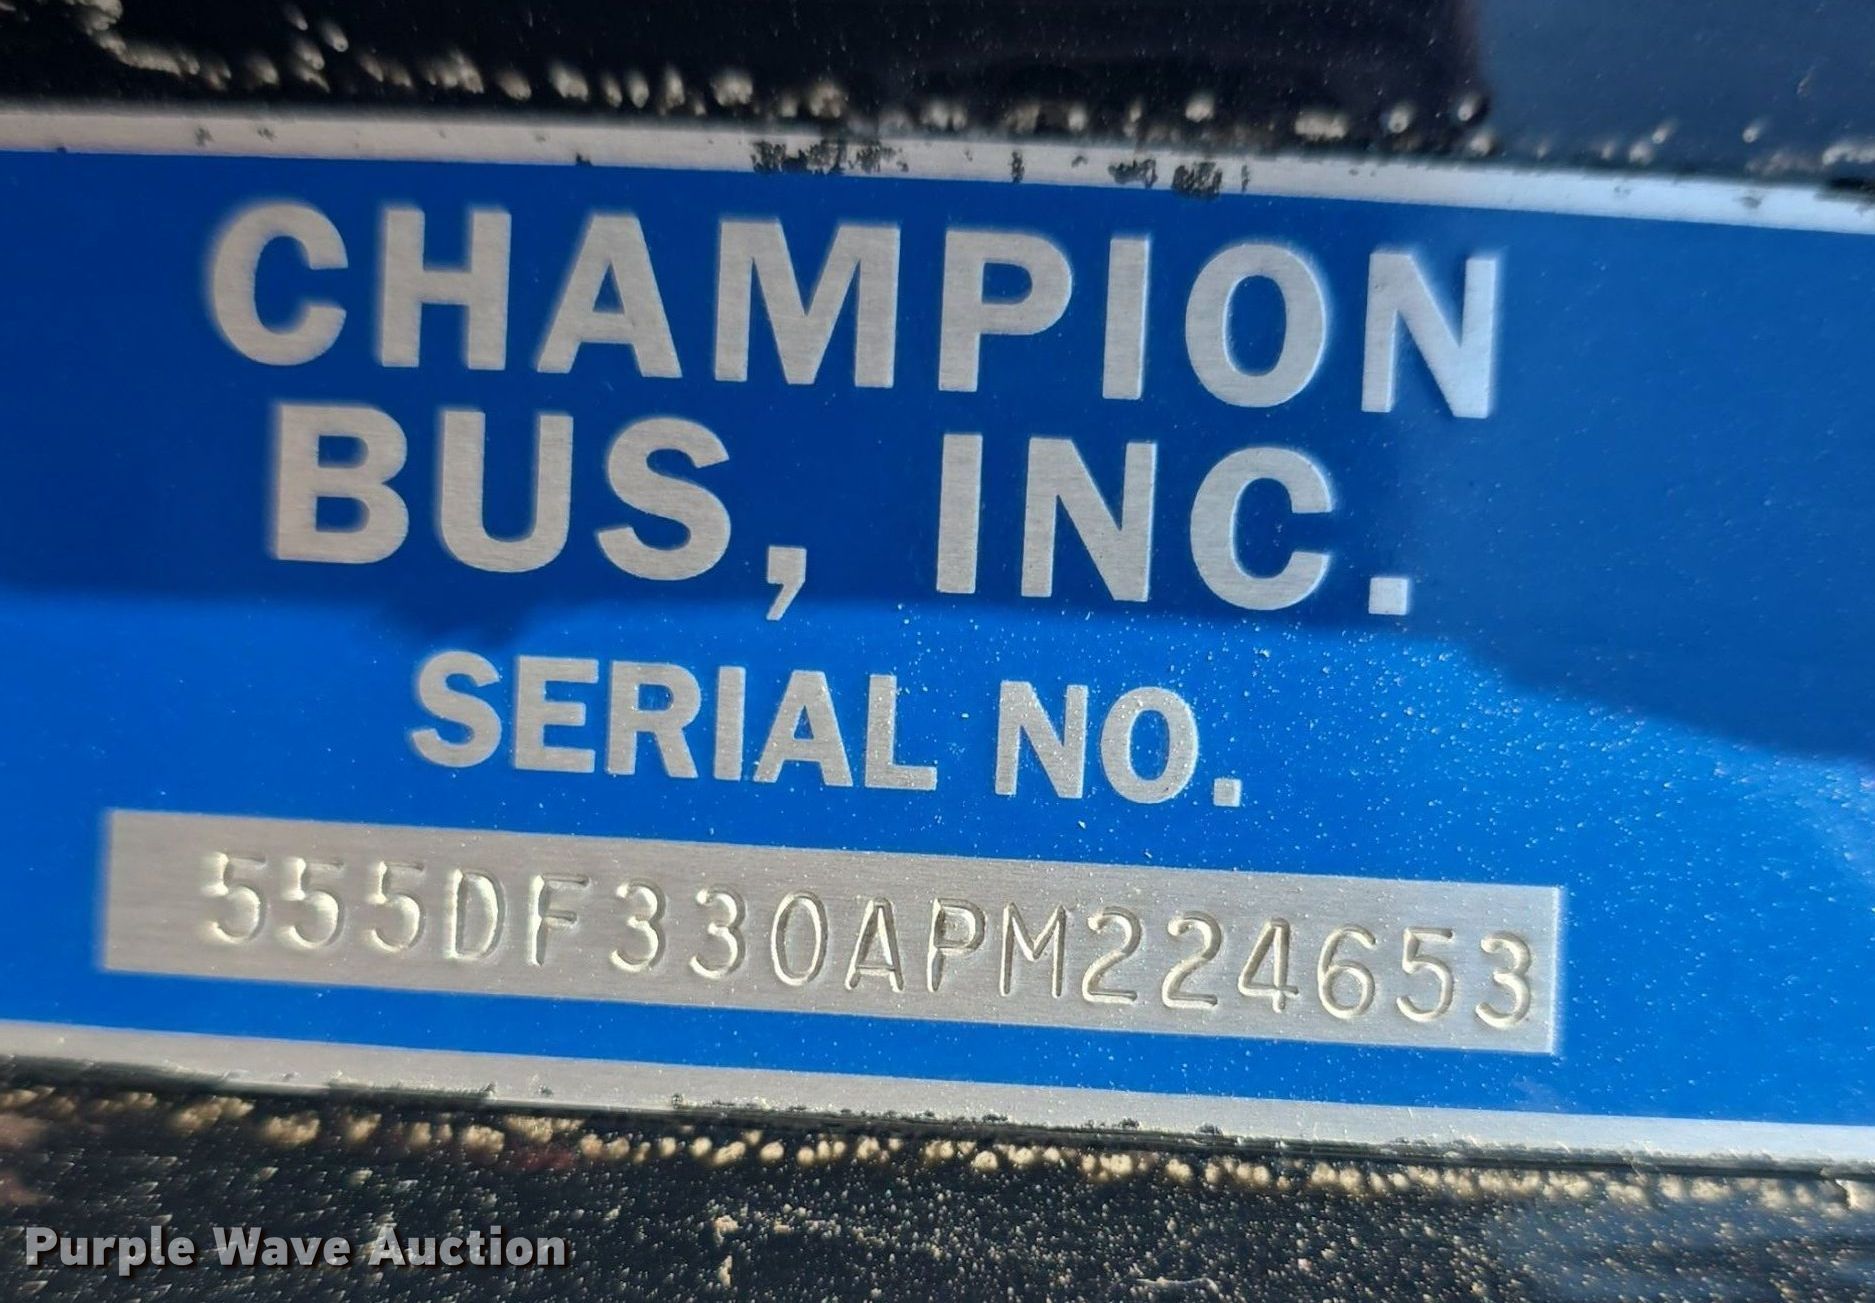 CHAMPION
BUS, INC.
SERIAL NO.
555DF330APM224653
Purple Wave Auction